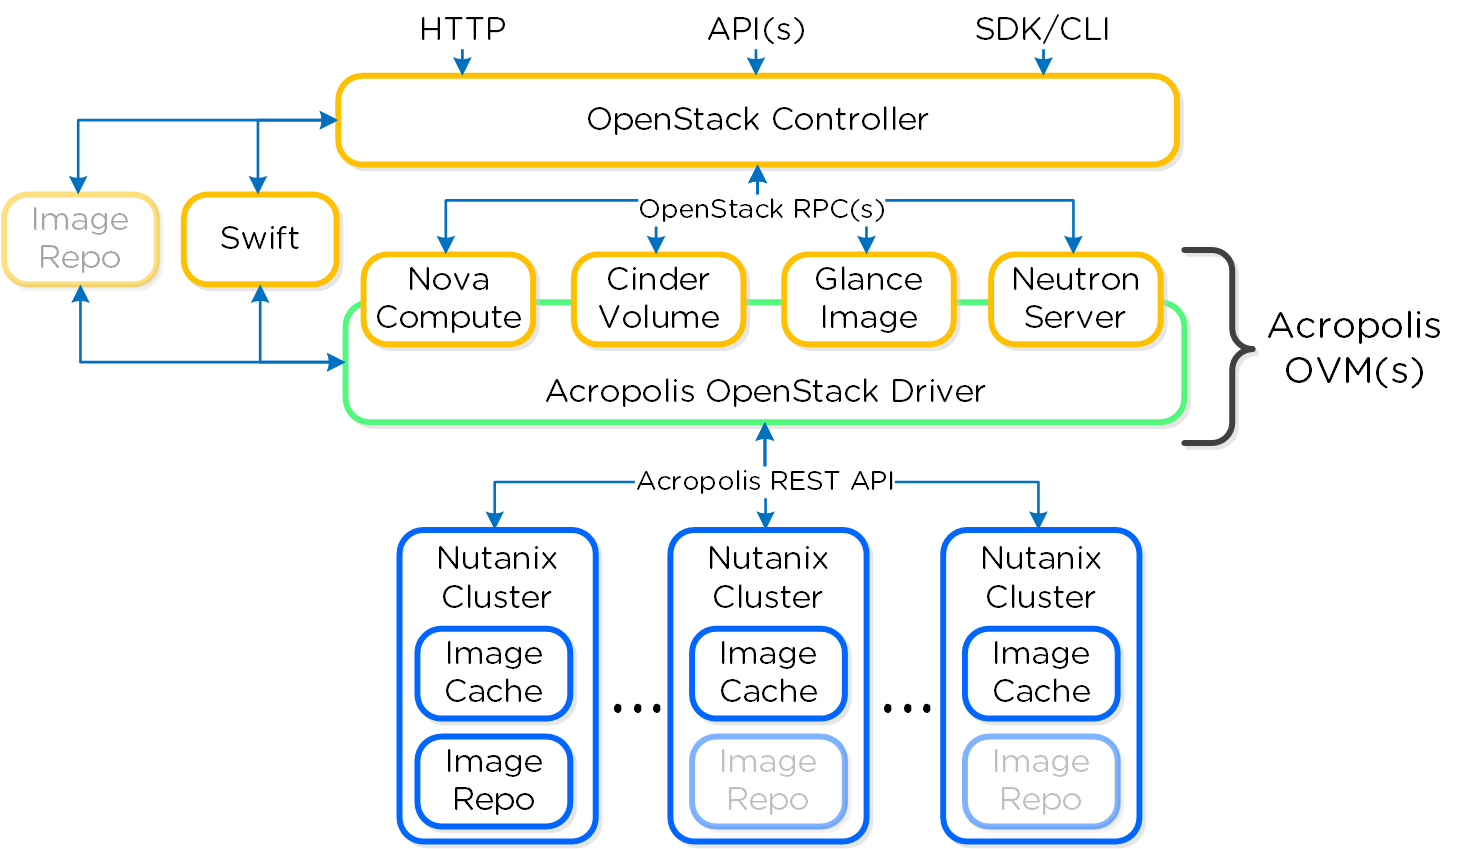 HTTP
API(s)
SDK/CLI
OpenStack Controller
Image
Repo
Swift
OpenStack RPC(s)
Nova
Compute
Cinder
Volume
Glance
Image
Neutron
Server
Acropolis OpenStack Driver
Acropolis
OVM(s)
Acropolis REST API
Nutanix
Cluster
Image
Cache
Image
Repo
...
Nutanix
Cluster
Image
Cache
Image
Repo
...
Nutanix
Cluster
Image
Cache
Image
Repo